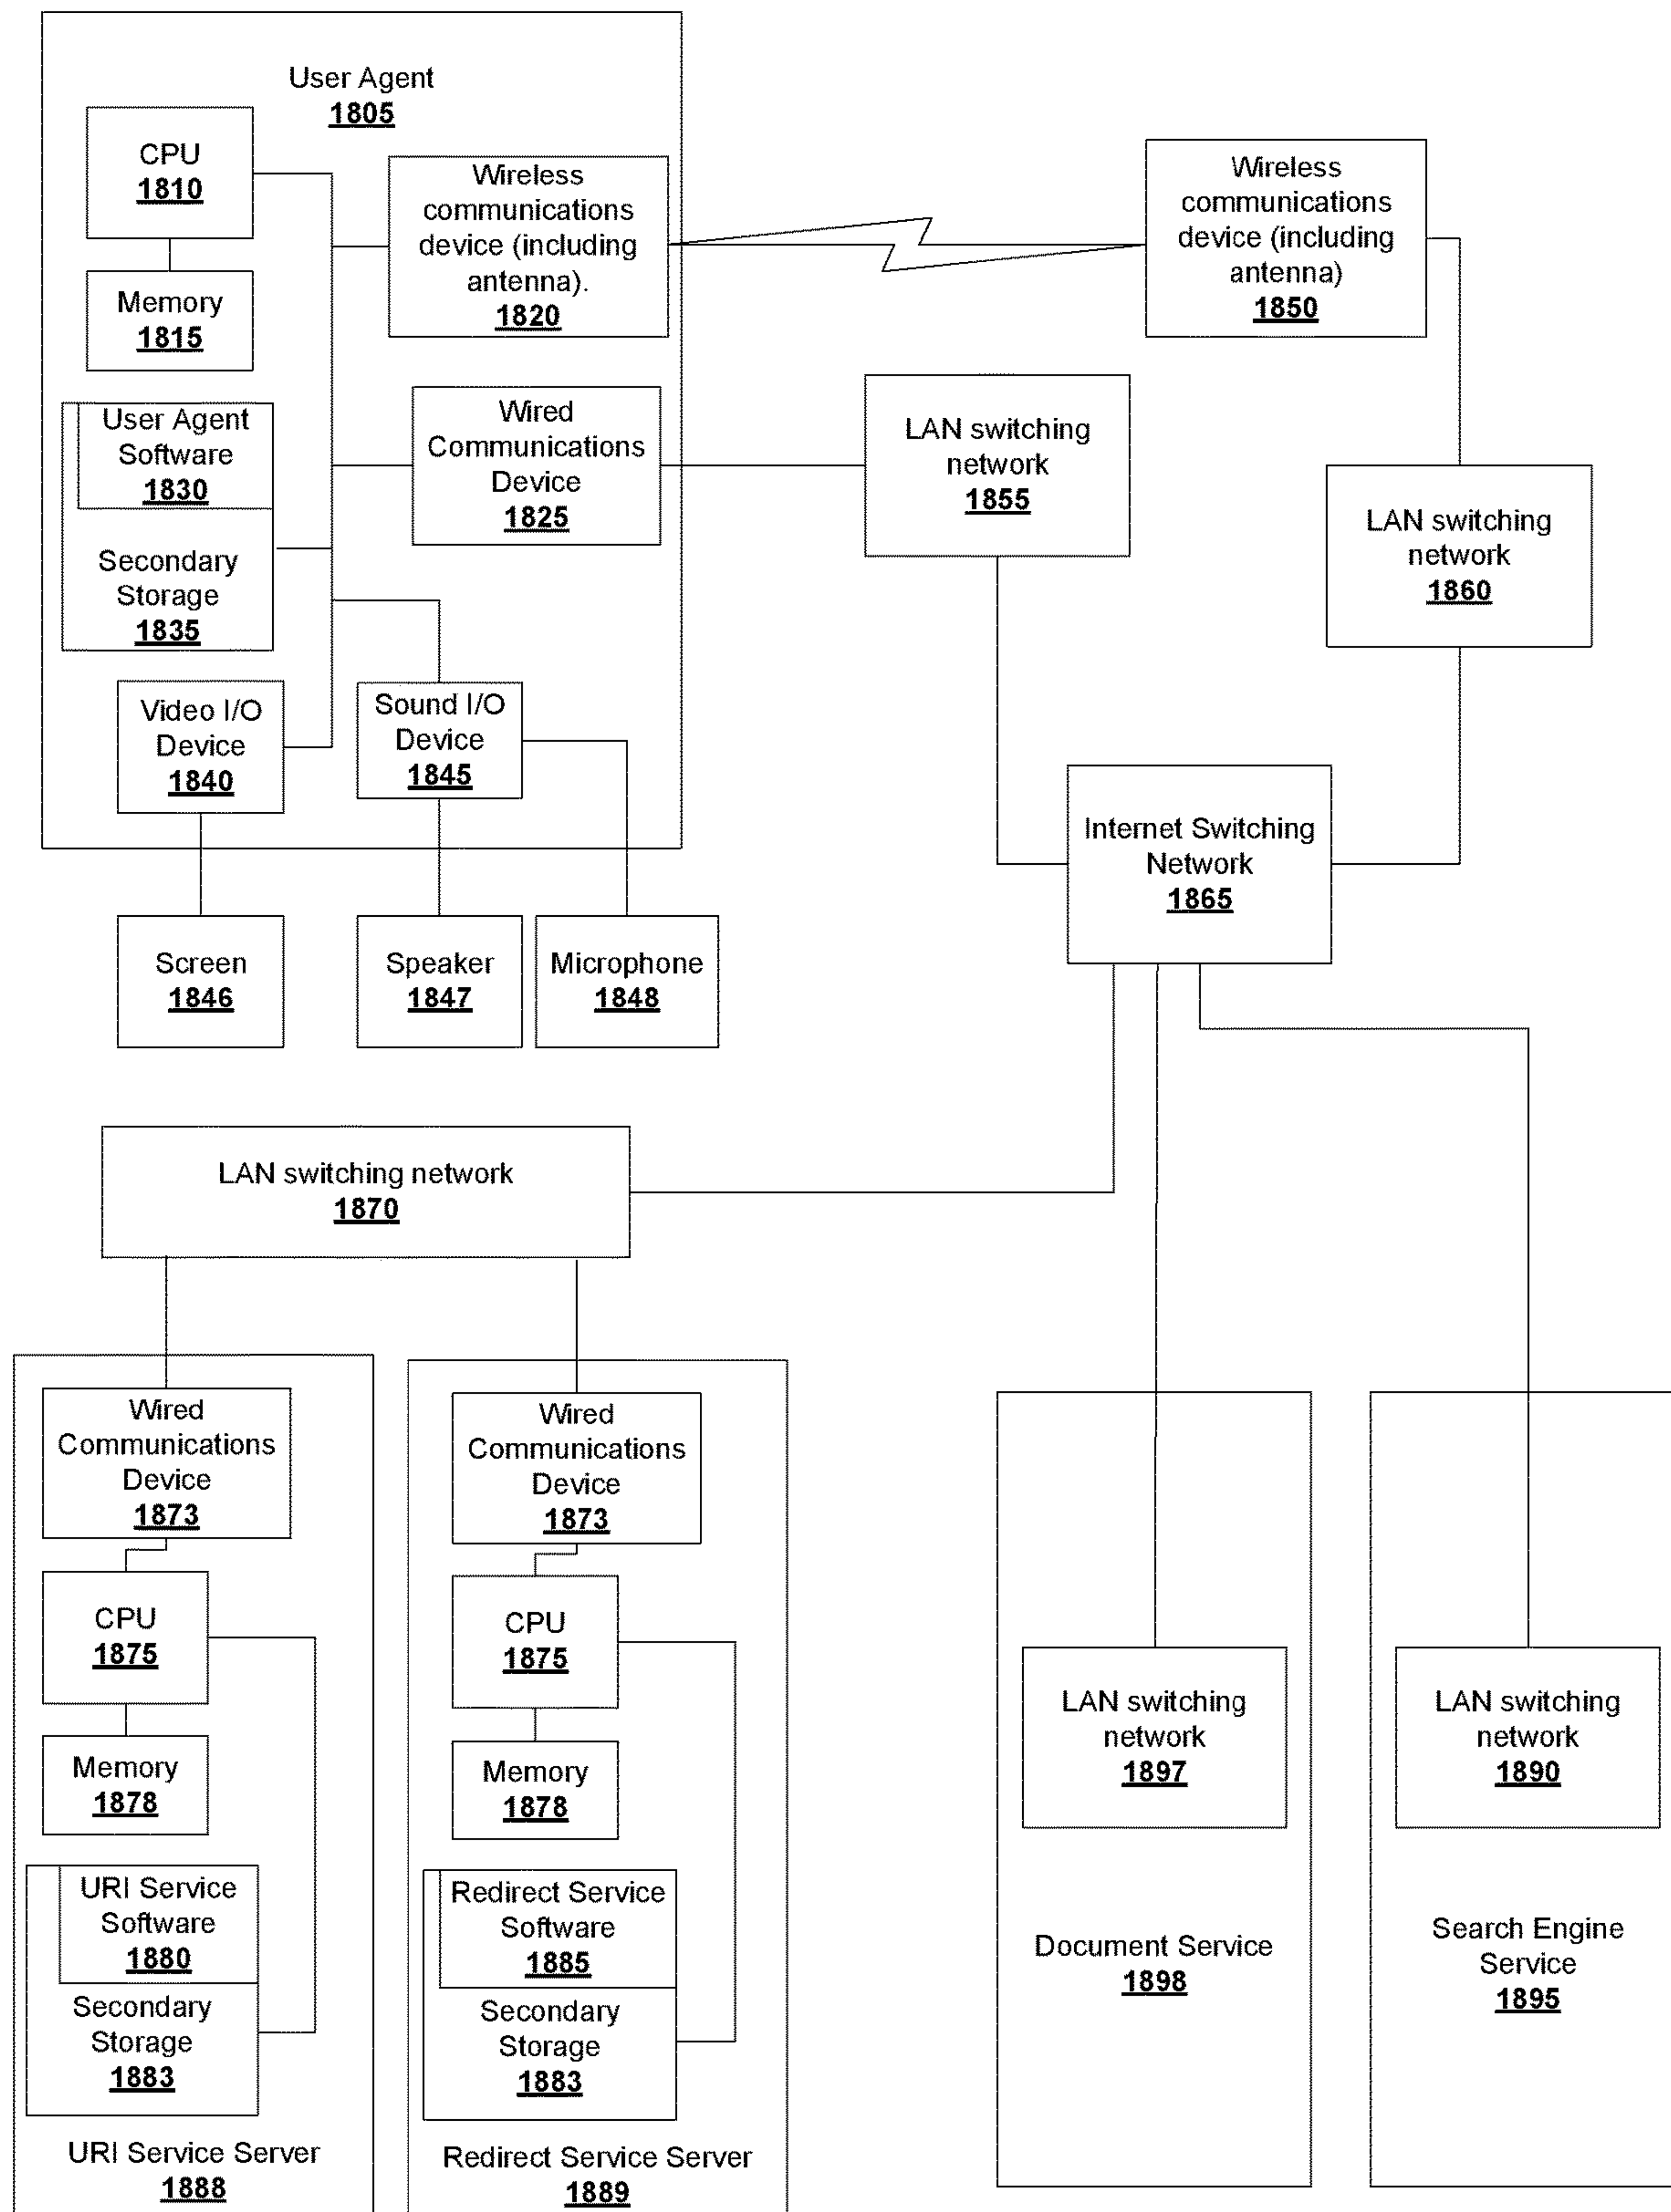 User Agent
1805
CPU
1810
Memory
1815
Wireless
communications
device (including
antenna).
1820
Wireless
communications
device (including
antenna)
1850
User Agent
Software
1830
Secondary
Storage
1835
Wired
Communications
Device
1825
LAN switching
network
1855
LAN switching
network
1860
Video I/O
Device
1840
Sound I/O
Device
1845
Internet Switching
Network
1865
Screen
1846
Speaker
1847
Microphone
1848
LAN switching network
1870
Wired
Communications
Device
1873
CPU
1875
Memory
1878
URI Service
Software
1880
Secondary
Storage
1883
URI Service Server
1888
Wired
Communications
Device
1873
CPU
1875
Memory
1878
Redirect Service
Software
1885
Secondary
Storage
1883
Redirect Service Server
1889
LAN switching
network
1897
Document Service
1898
LAN switching
network
1890
Search Engine
Service
1895